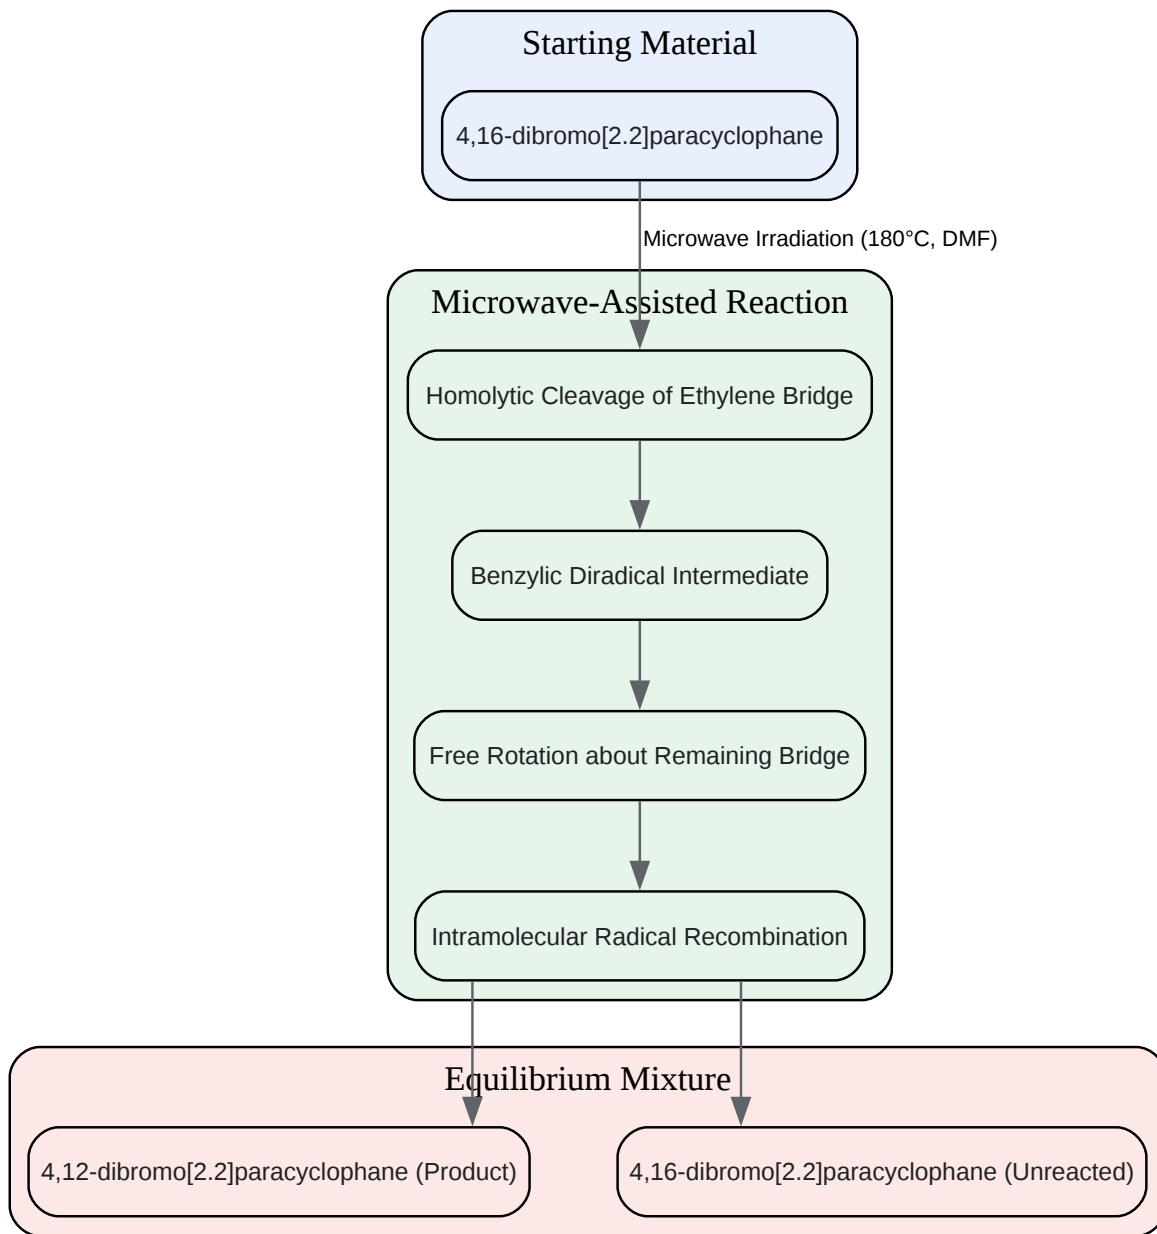 Starting Material
4,16-dibromo[2.2]paracyclophane
Microwave Irradiation (180°C, DMF)
Microwave-Assisted Reaction
Homolytic Cleavage of Ethylene Bridge
Benzylic Diradical Intermediate
Free Rotation about Remaining Bridge
Intramolecular Radical Recombination
Equilibrium Mixture
4,12-dibromo[2.2]paracyclophane (Product)
4,16-dibromo[2.2]paracyclophane (Unreacted)